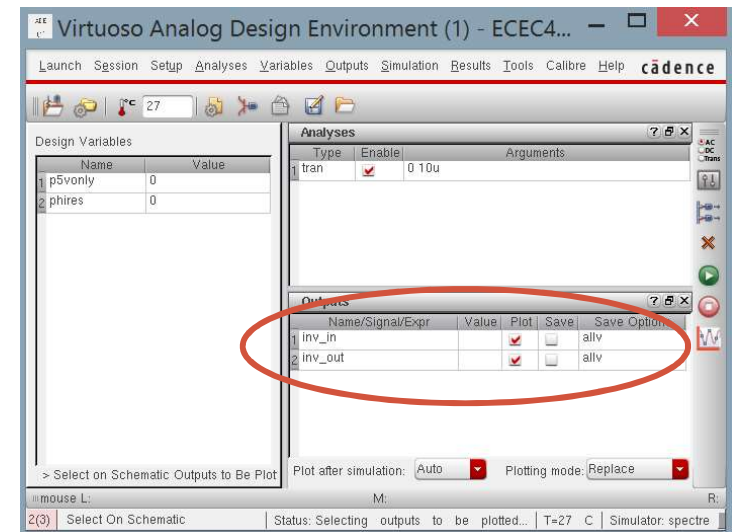 Virtuoso Analog Design Environment (1) - ECEC4...
Launch Session Setup Analyses Variables Outputs Simulation Results Tools Calibre Help cādence
°C 27
Design Variables
Name Value
1 p5vonly 0
2 phires 0
> Select on Schematic Outputs to Be Plot
Analyses
Type Enable Arguments
1 tran 0 10u
AC
DC
Trans
Outputs
Name/Signal/Expr Value Plot Save Save Option
1 inv_in allv
2 inv_out allv
Plot after simulation: Auto Plotting mode: Replace
mouse L: M: R:
2(3) Select On Schematic Status: Selecting outputs to be plotted... T=27 C Simulator: spectre